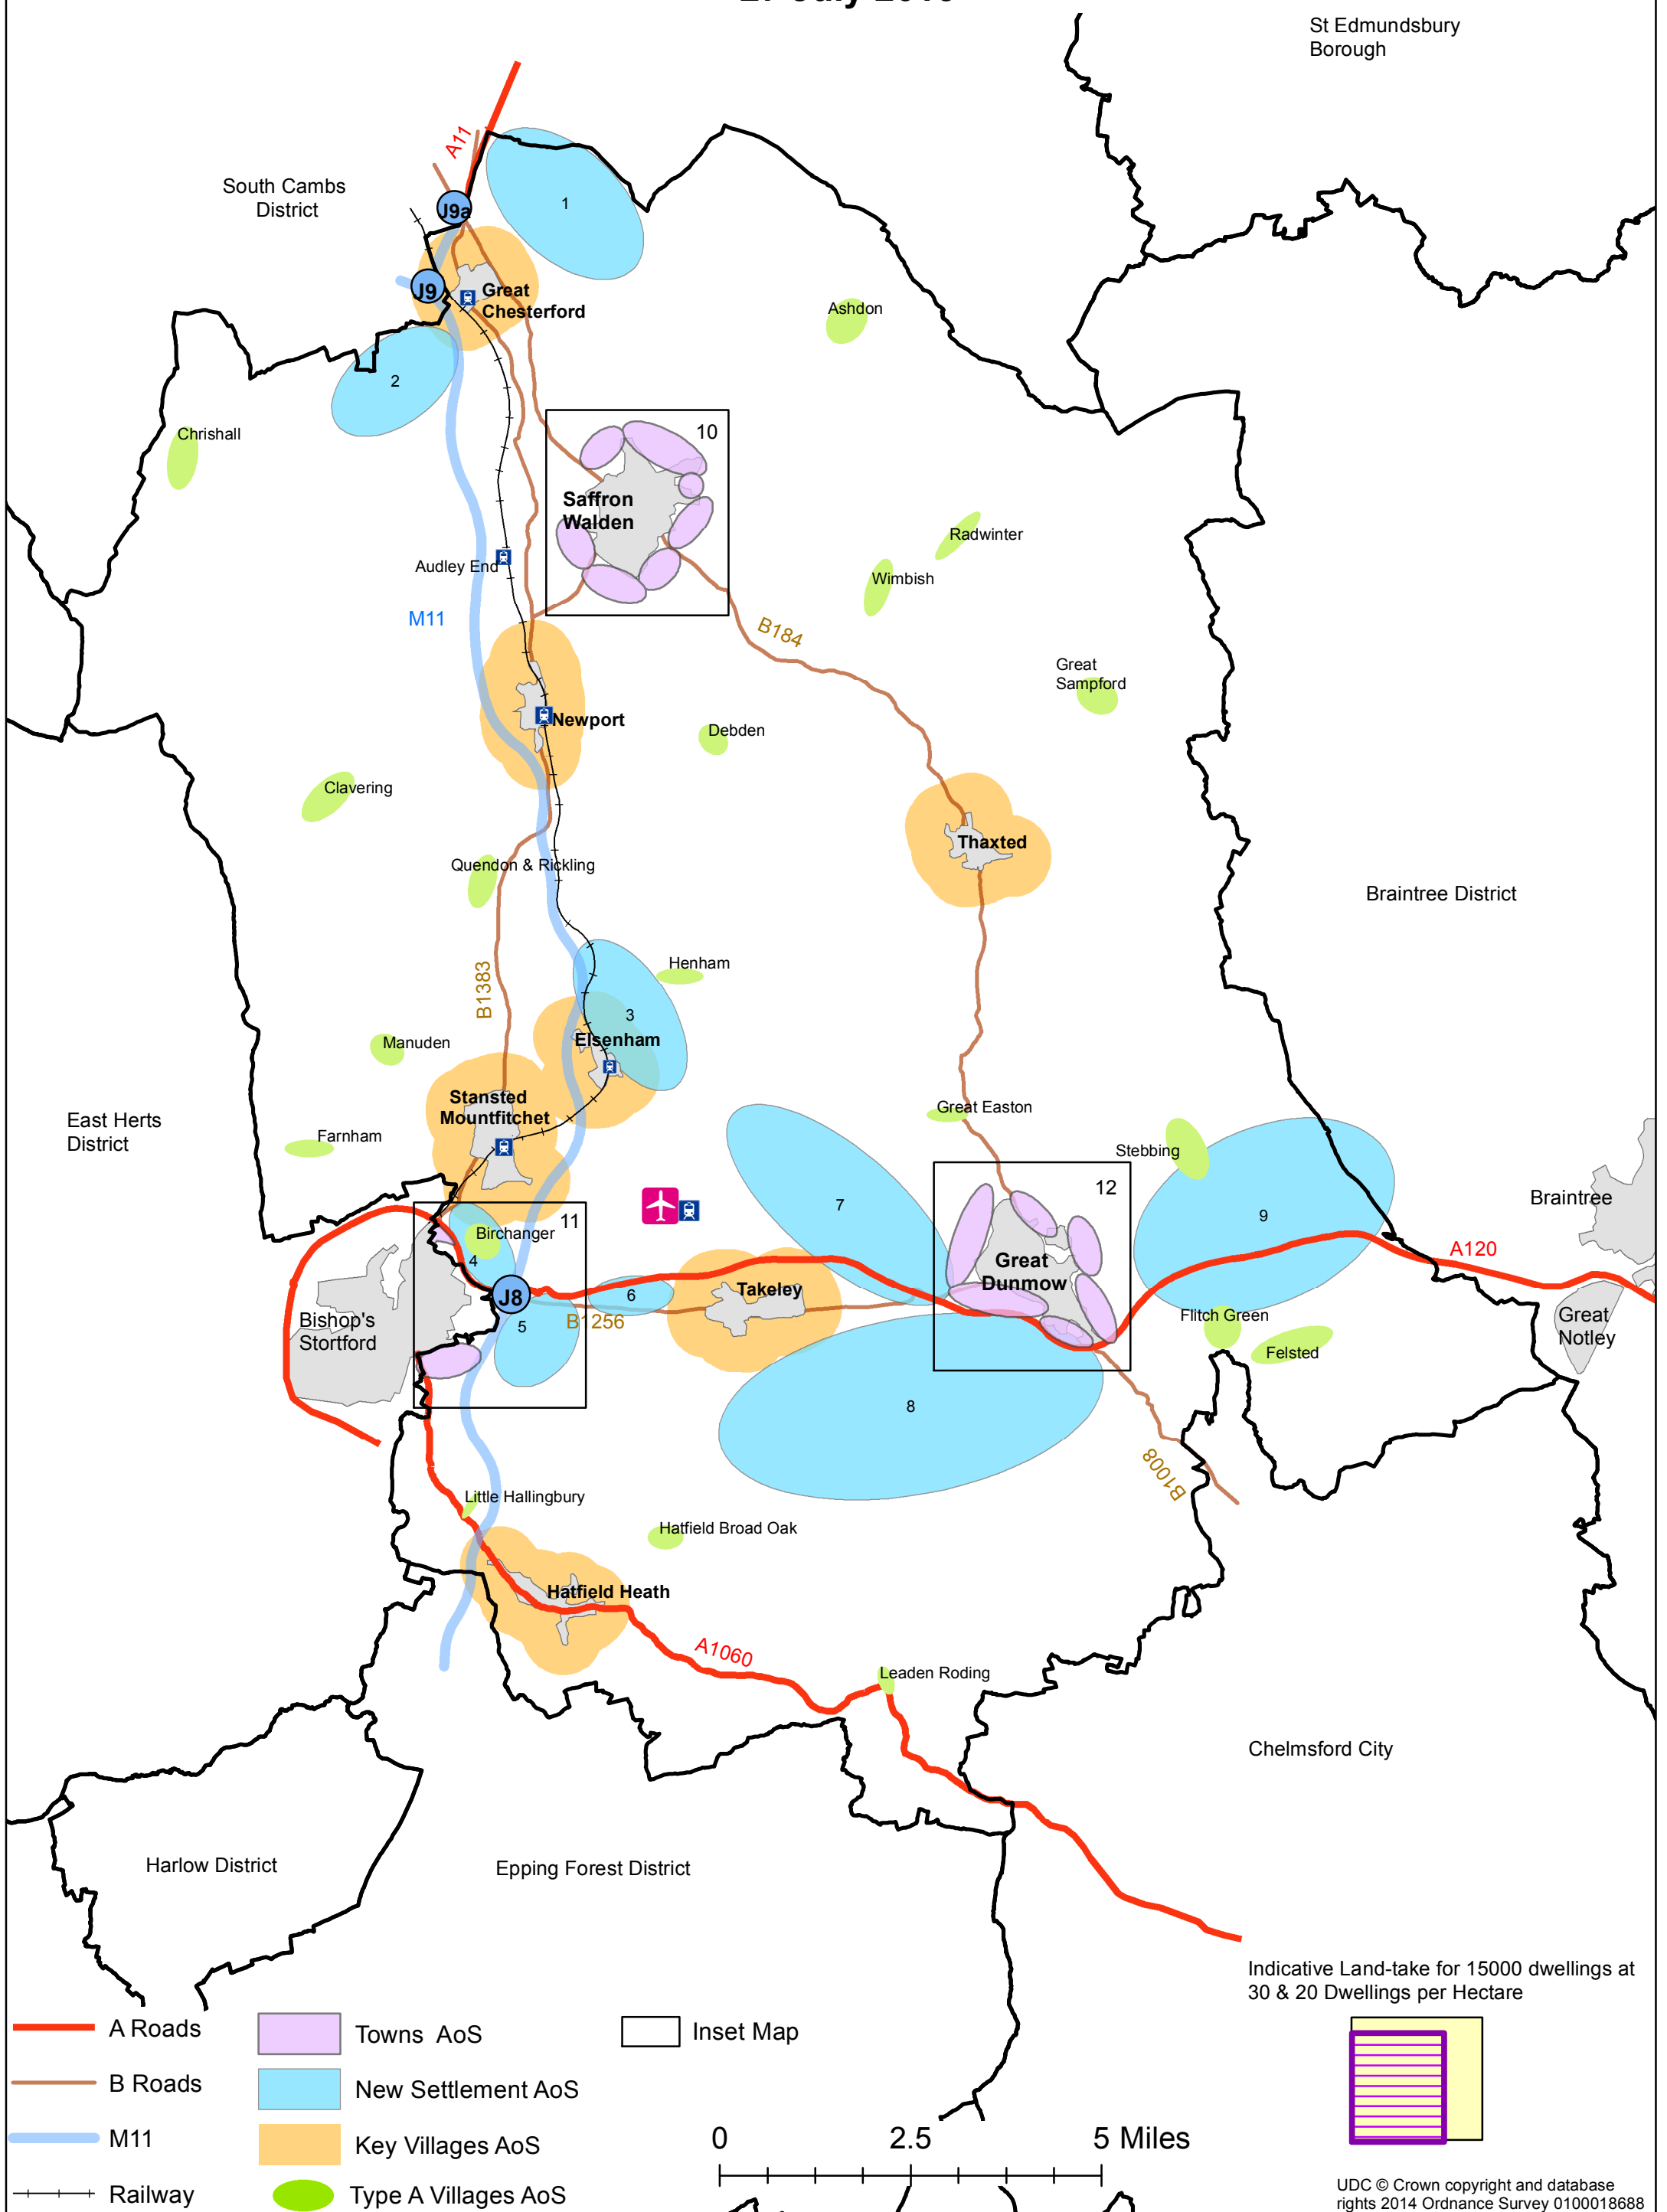 St Edmundsbury
Borough
A11
South Cambs
District
J9a
1
J9
Great
Chesterford
Ashdon
2
Chrishall
10
Saffron
Walden
Radwinter
Audley End
Wimbish
M11
B184
Great
Sampford
Newport
Debden
Clavering
Thaxted
Quendon & Rickling
Braintree District
Henham
B1383
3
Elsenham
Manuden
Stansted
Mountfitchet
Great Easton
East Herts
District
Farnham
Stebbing
12
Braintree
7
9
11
Birchanger
4
A120
Great
Dunmow
J8
6
Takeley
5
B1256
Bishop's
Stortford
Flitch Green
Great
Notley
Felsted
8
B1008
Little Hallingbury
Hatfield Broad Oak
Hatfield Heath
A1060
Leaden Roding
Chelmsford City
Harlow District
Epping Forest District
Indicative Land-take for 15000 dwellings at
30 & 20 Dwellings per Hectare
A Roads
Towns AoS
Inset Map
B Roads
New Settlement AoS
M11
Key Villages AoS
0 2.5 5 Miles
Railway
Type A Villages AoS
UDC © Crown copyright and database
rights 2014 Ordnance Survey 0100018688